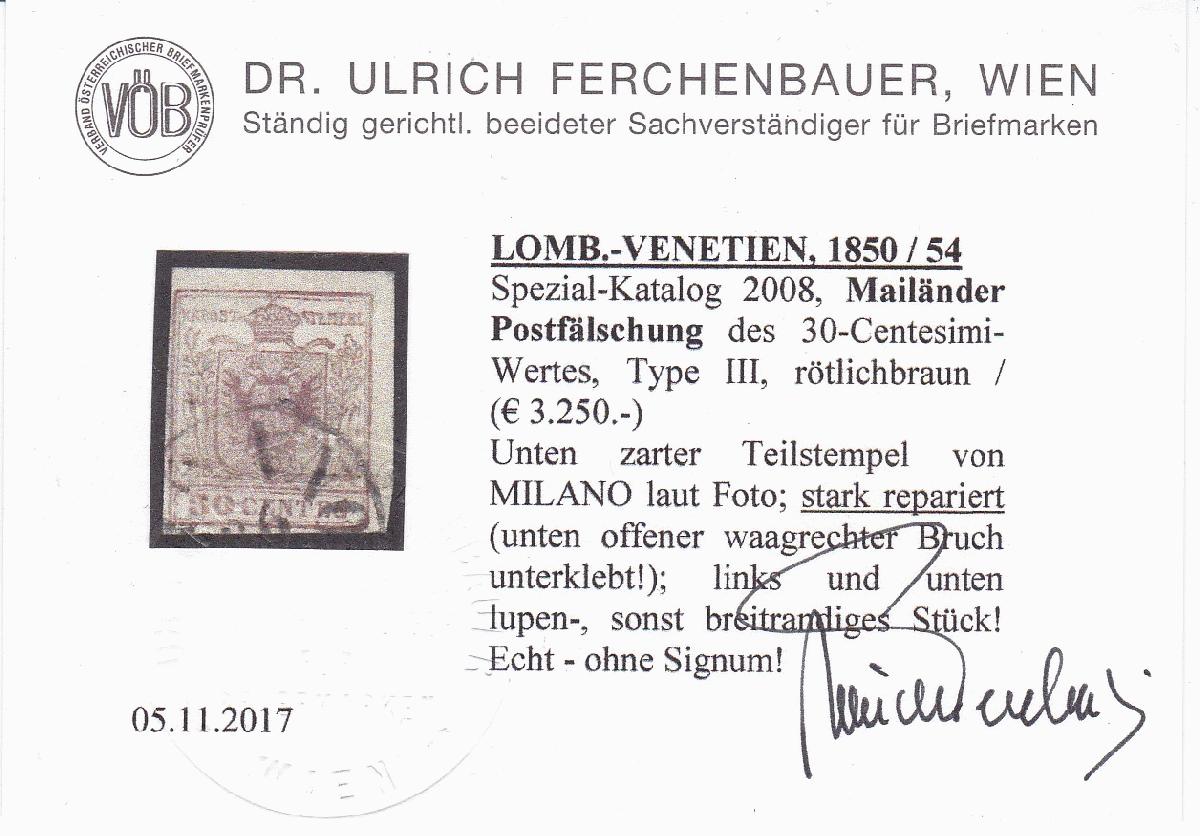 VERBAND ÖSTERREICHISCHER BRIEFMARKENPRÜFER
VÖB
DR. ULRICH FERCHENBAUER, WIEN
Ständig gerichtl. beeideter Sachverständiger für Briefmarken
LOMB.-VENETIEN, 1850 / 54
Spezial-Katalog 2008, Mailänder
Postfälschung des 30-Centesimi-
Wertes, Type III, rötlichbraun /
(€ 3.250.-)
Unten zarter Teilstempel von
MILANO laut Foto; stark repariert
(unten offener waagrechter Bruch
unterklebt!); links und unten
lupen-, sonst breitrandiges Stück!
Echt - ohne Signum!
30 CENTES
05.11.2017
WIEN